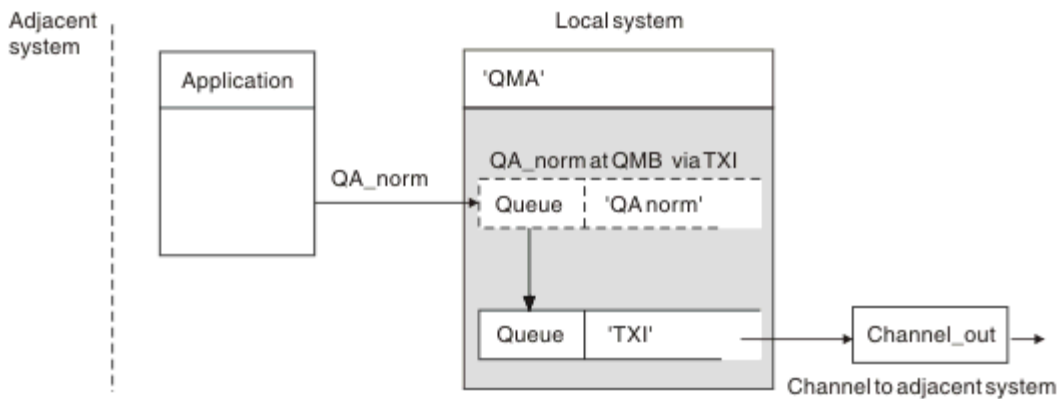 Adjacent
system
Local system
Application
'QMA'
QA_norm at QMB via TXI
QA_norm
Queue
'QA norm'
Queue
'TXI'
Channel_out
Channel to adjacent system